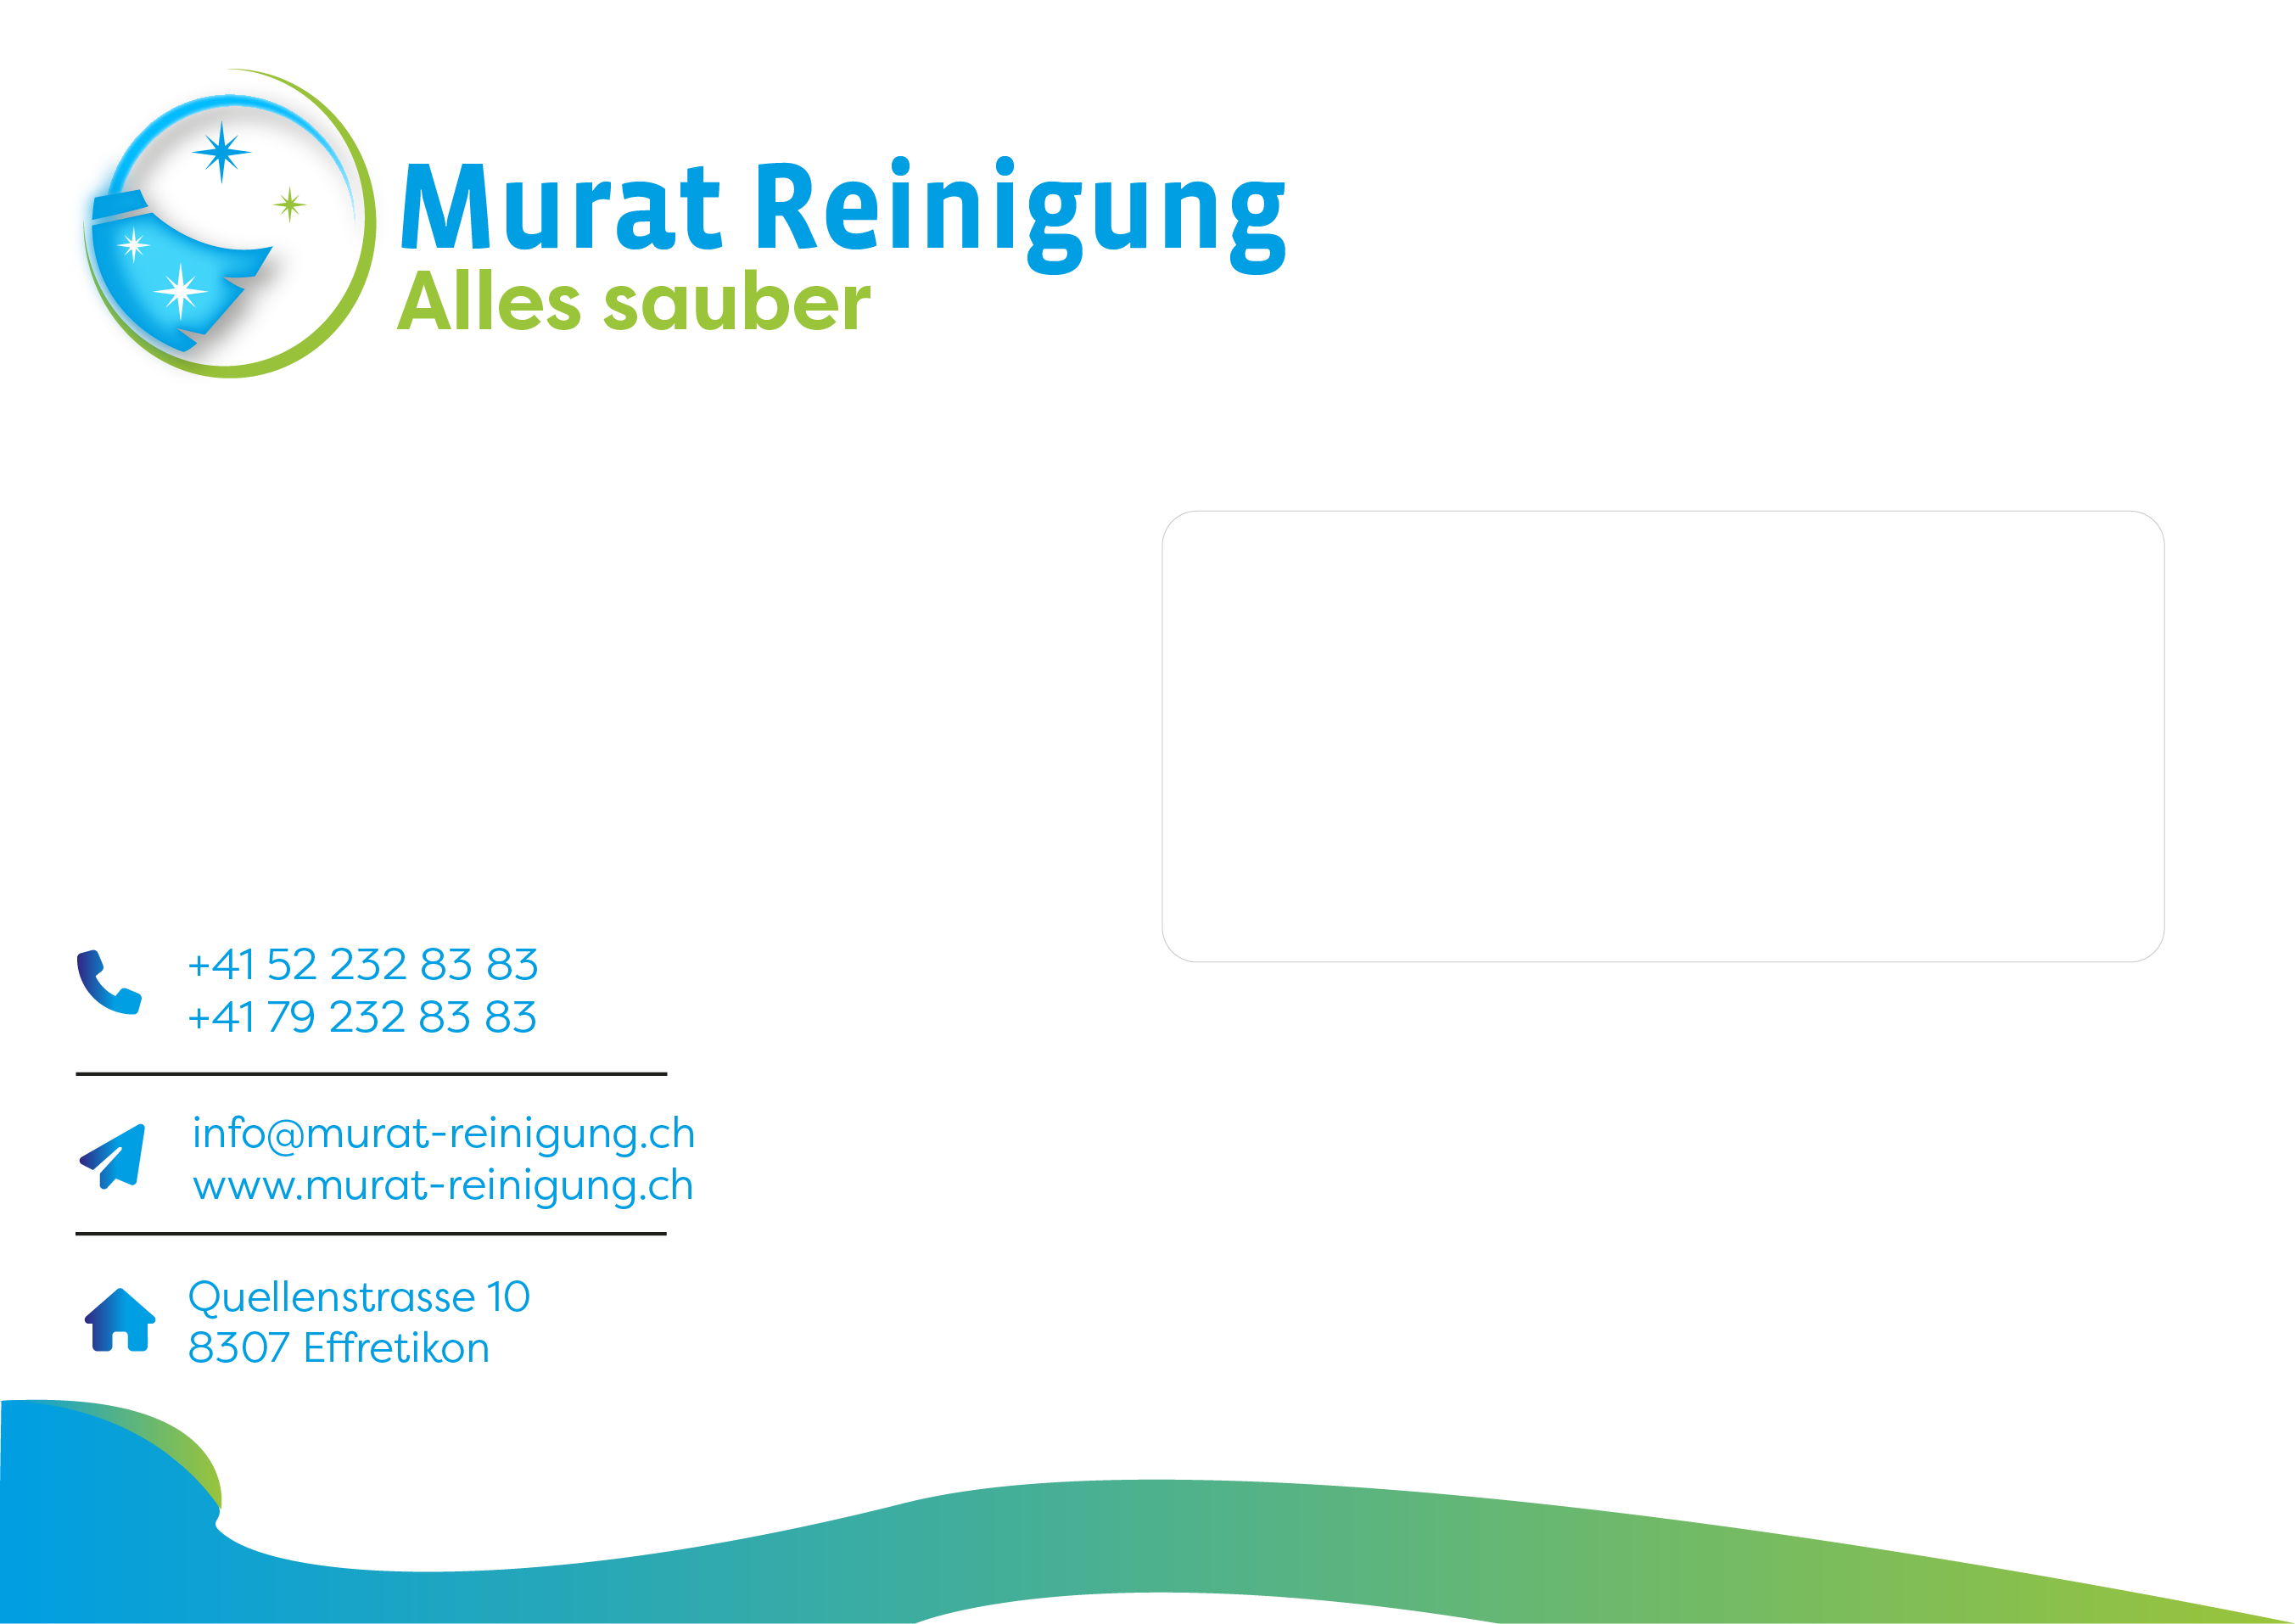 Murat Reinigung
Alles sauber
+41 52 232 83 83
+41 79 232 83 83
info@murat-reinigung.ch
www.murat-reinigung.ch
Quellenstrasse 10
8307 Effretikon